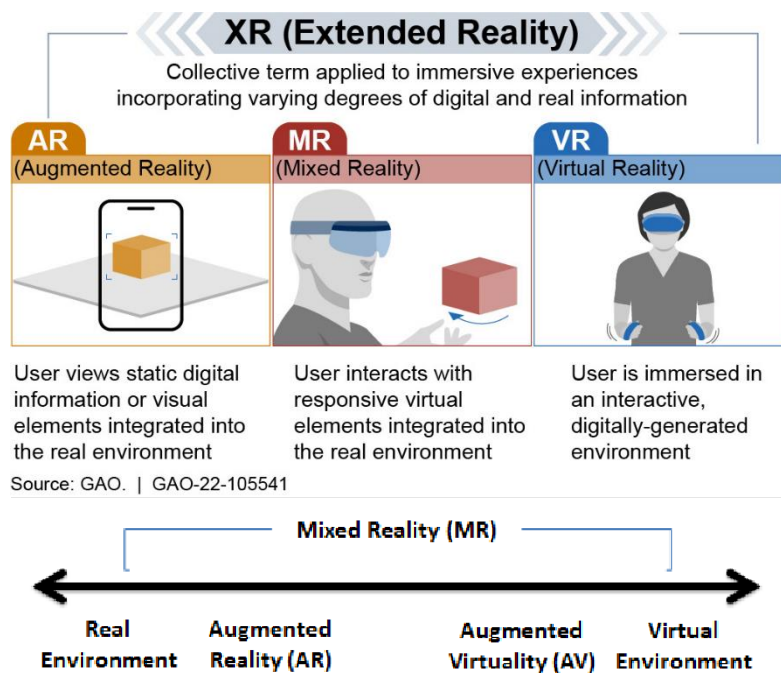 XR (Extended Reality)
Collective term applied to immersive experiences
incorporating varying degrees of digital and real information
AR
(Augmented Reality)
MR
(Mixed Reality)
VR
(Virtual Reality)
User views static digital
information or visual
elements integrated into
the real environment
User interacts with
responsive virtual
elements integrated into
the real environment
User is immersed in
an interactive,
digitally-generated
environment
Source: GAO. | GAO-22-105541
Mixed Reality (MR)
Real
Environment
Augmented
Reality (AR)
Augmented
Virtuality (AV)
Virtual
Environment